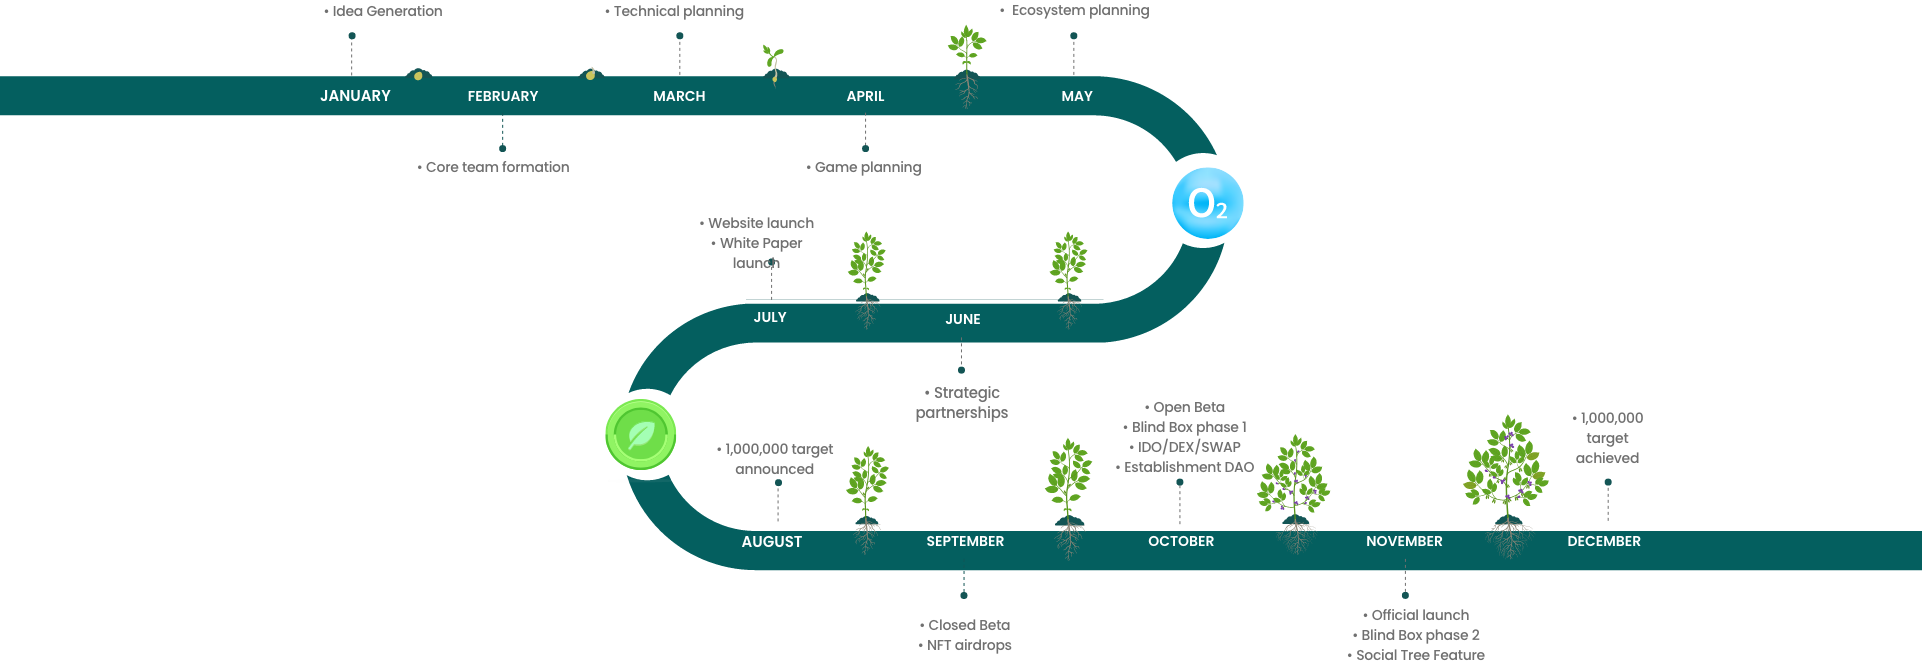 • Idea Generation
• Technical planning
• Ecosystem planning
JANUARY
FEBRUARY
MARCH
APRIL
MAY
• Core team formation
• Game planning
O2
• Website launch
• White Paper
launch
JULY
JUNE
• Strategic
partnerships
• 1,000,000 target
announced
• Open Beta
• Blind Box phase 1
• IDO/DEX/SWAP
• Establishment DAO
• 1,000,000
target
achieved
AUGUST
SEPTEMBER
OCTOBER
NOVEMBER
DECEMBER
• Closed Beta
• NFT airdrops
• Official launch
• Blind Box phase 2
• Social Tree Feature